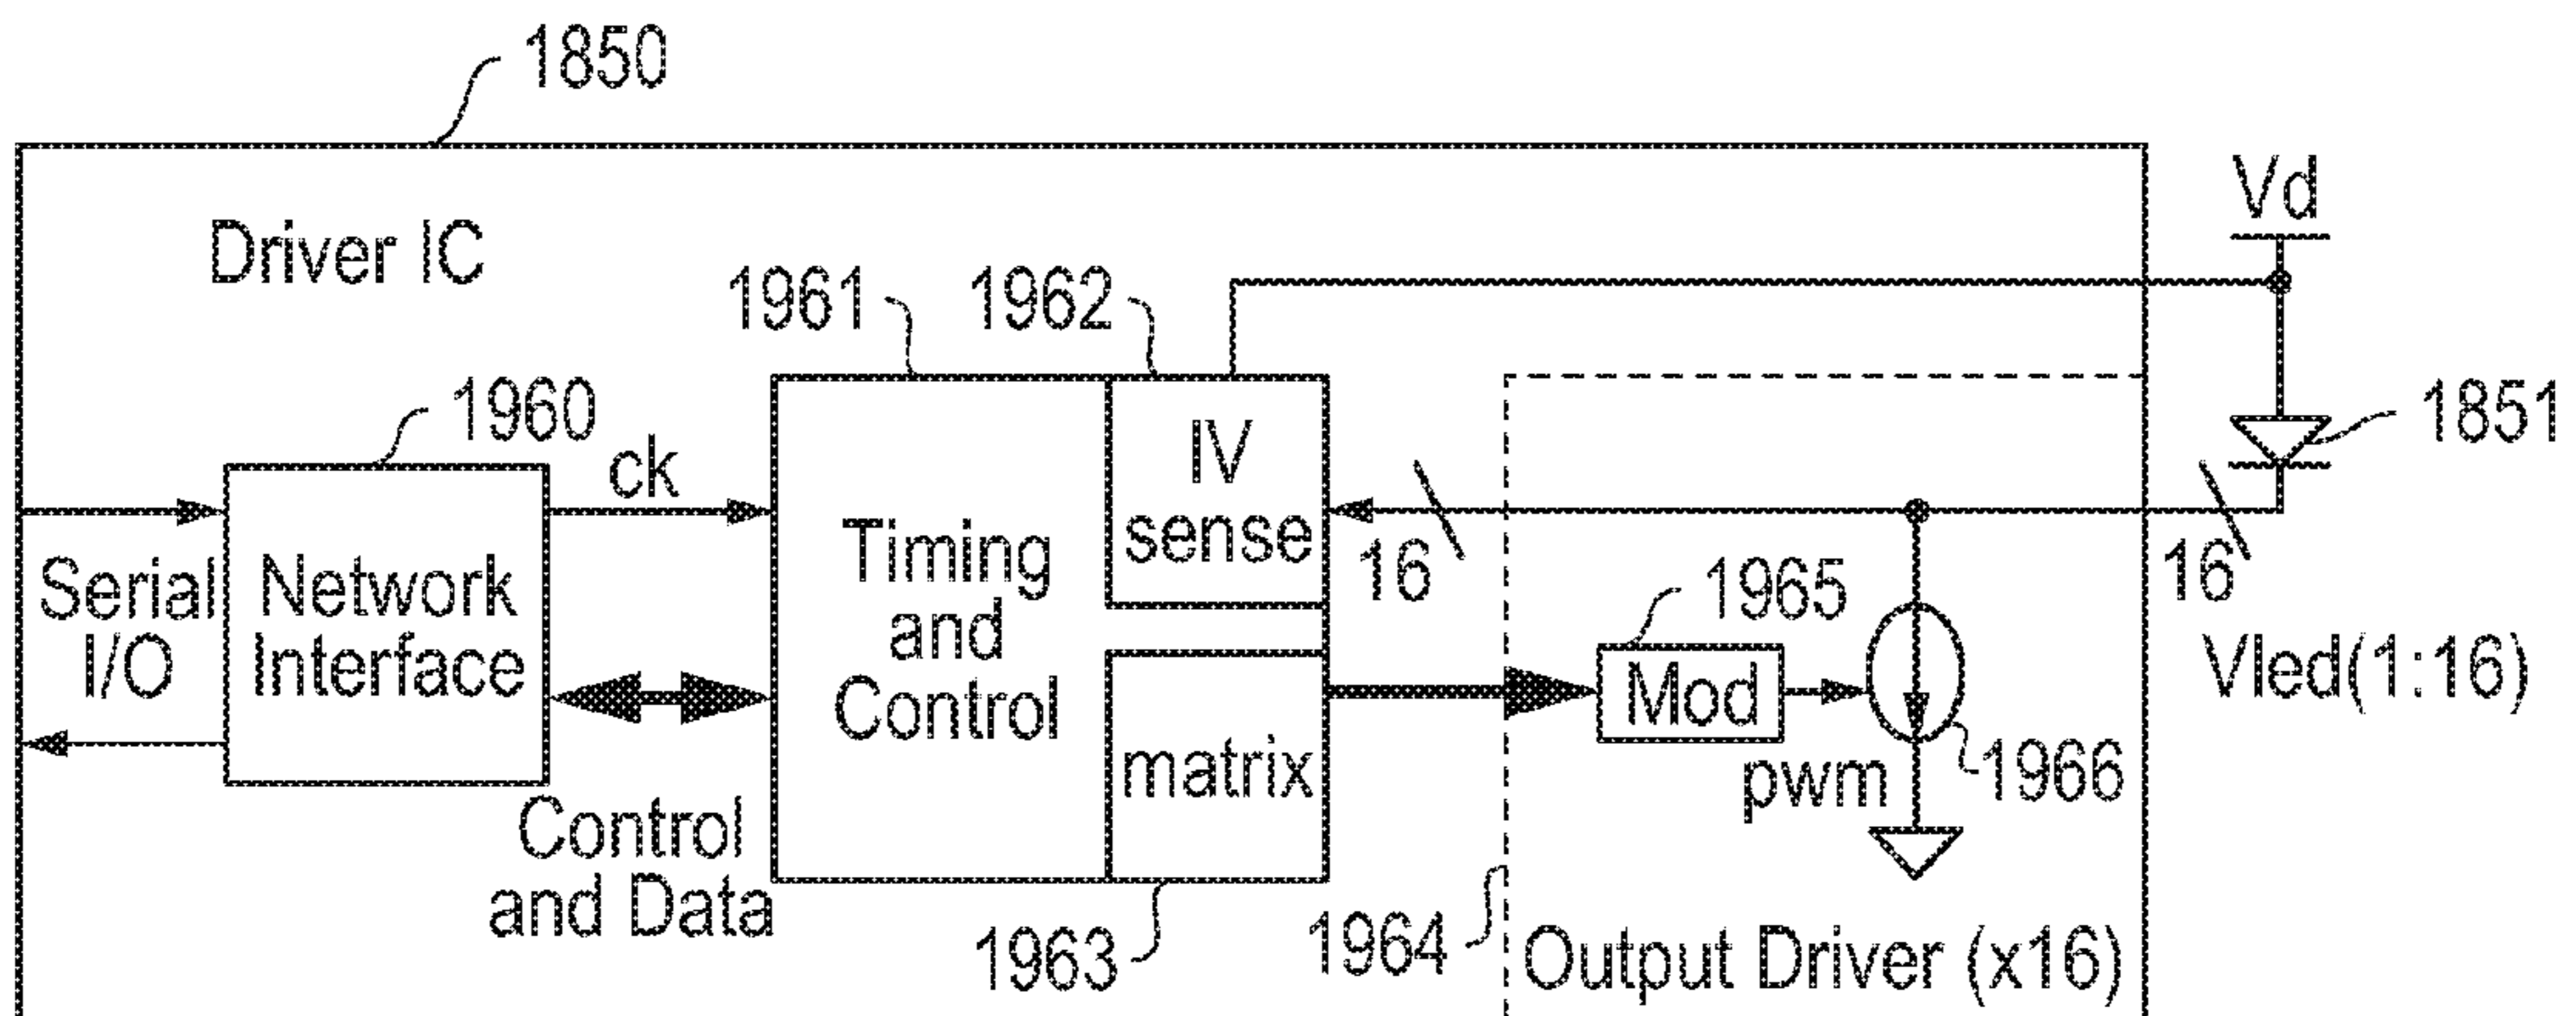 1850
Vd
Driver IC
1961
1962
1960
ck
1851
IV
sense
Timing
and
Control
16
16
Serial
I/O
Network
Interface
1965
Mod
Vled(1:16)
pwm
1966
matrix
Control
and Data
1963
1964
Output Driver (x16)